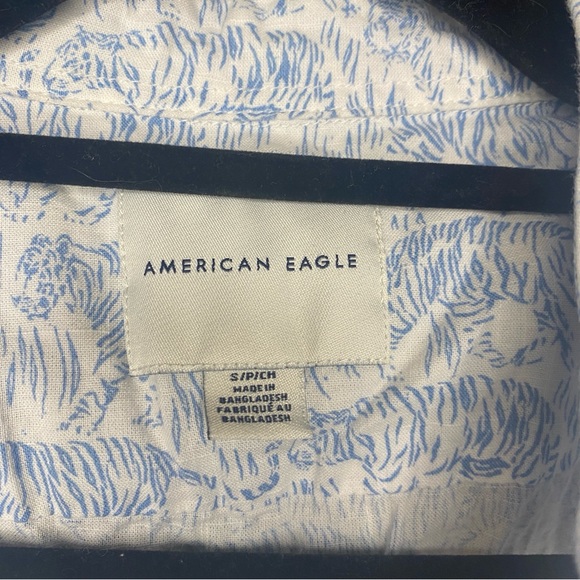 AMERICAN EAGLE
S/P/CH
MADE IN
BANGLADESH
FABRIQUÉ AU
BANGLADESH